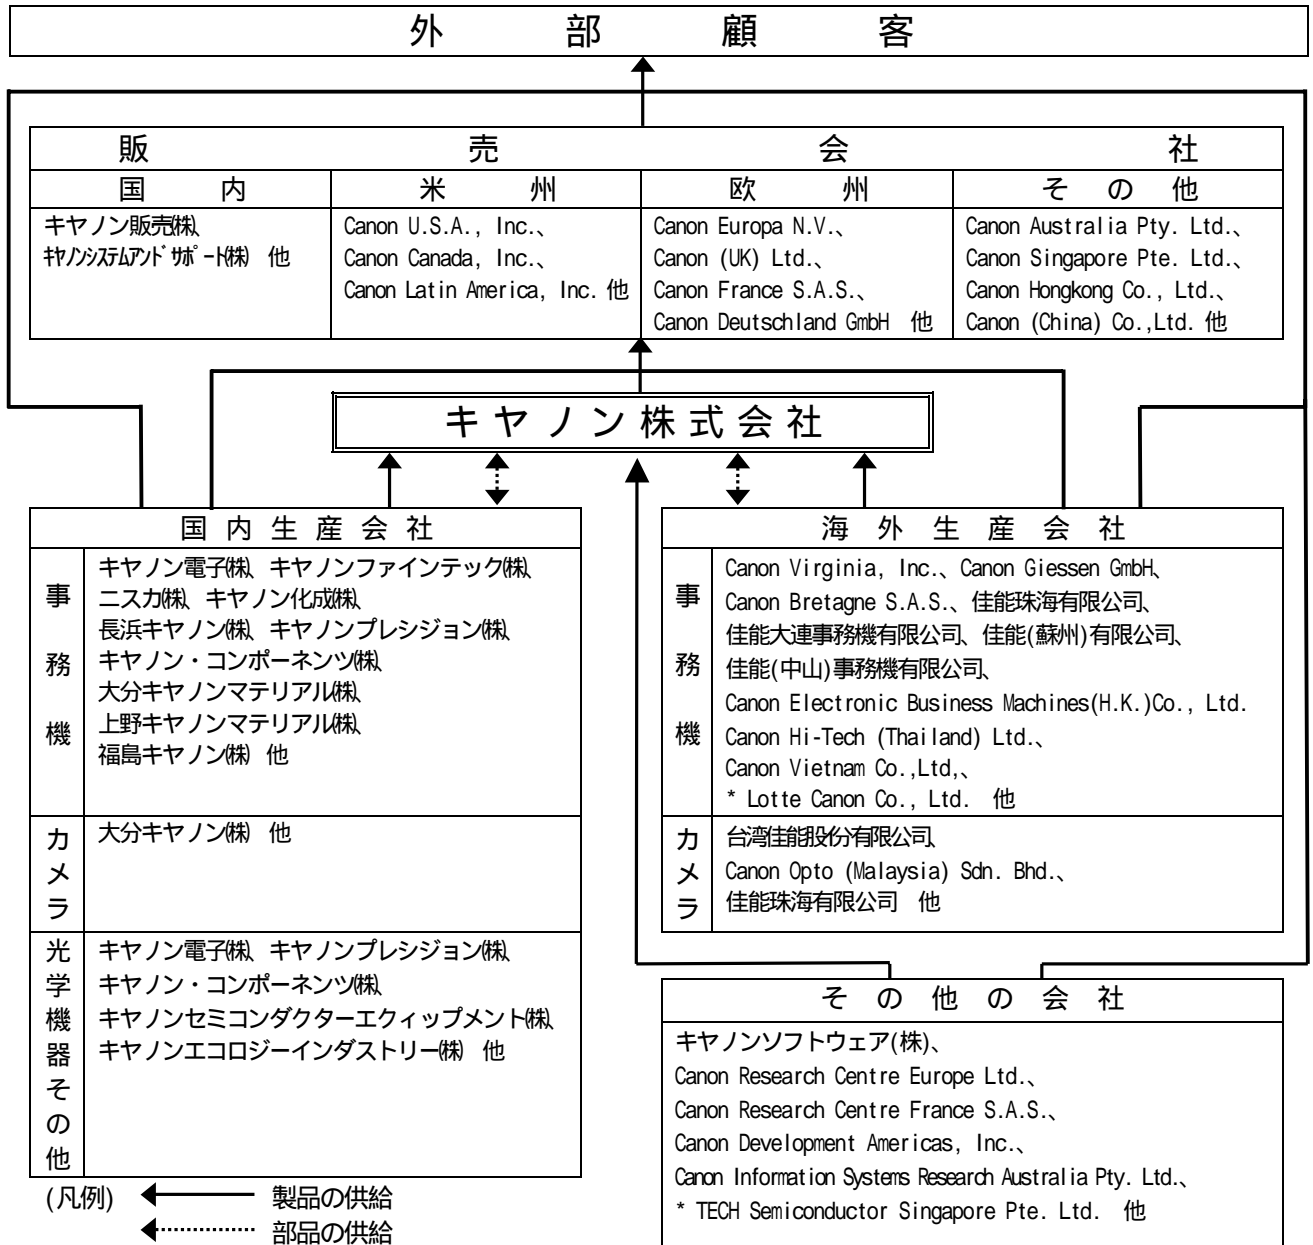 外部顧客
販売会社
国内 米州 欧州 その他
キヤノン販売㈱、
キヤノンシステムアンドサポート㈱ 他
Canon U.S.A., Inc.、
Canon Canada, Inc.、
Canon Latin America, Inc. 他
Canon Europa N.V.、
Canon (UK) Ltd.、
Canon France S.A.S.、
Canon Deutschland GmbH 他
Canon Australia Pty. Ltd.、
Canon Singapore Pte. Ltd.、
Canon Hongkong Co., Ltd.、
Canon (China) Co.,Ltd. 他
キヤノン株式会社
国内生産会社
事務機
キヤノン電子㈱、キヤノンファインテック㈱、
ニスカ㈱、キヤノン化成㈱、
長浜キヤノン㈱、キヤノンプレシジョン㈱、
キヤノン・コンポーネンツ㈱、
大分キヤノンマテリアル㈱、
上野キヤノンマテリアル㈱、
福島キヤノン㈱ 他
カメラ
大分キヤノン㈱ 他
光学機器その他
キヤノン電子㈱、キヤノンプレシジョン㈱、
キヤノン・コンポーネンツ㈱、
キヤノンセミコンダクターエクィップメント㈱、
キヤノンエコロジーインダストリー㈱ 他
海外生産会社
事務機
Canon Virginia, Inc.、Canon Giessen GmbH、
Canon Bretagne S.A.S.、佳能珠海有限公司、
佳能大連事務機有限公司、佳能(蘇州)有限公司、
佳能(中山)事務機有限公司、
Canon Electronic Business Machines(H.K.)Co., Ltd.
Canon Hi-Tech (Thailand) Ltd.、
Canon Vietnam Co.,Ltd,、
* Lotte Canon Co., Ltd. 他
カメラ
台湾佳能股份有限公司、
Canon Opto (Malaysia) Sdn. Bhd.、
佳能珠海有限公司 他
その他の会社
キヤノンソフトウェア(株)、
Canon Research Centre Europe Ltd.、
Canon Research Centre France S.A.S.、
Canon Development Americas, Inc.、
Canon Information Systems Research Australia Pty. Ltd.、
* TECH Semiconductor Singapore Pte. Ltd. 他
(凡例) 製品の供給
部品の供給